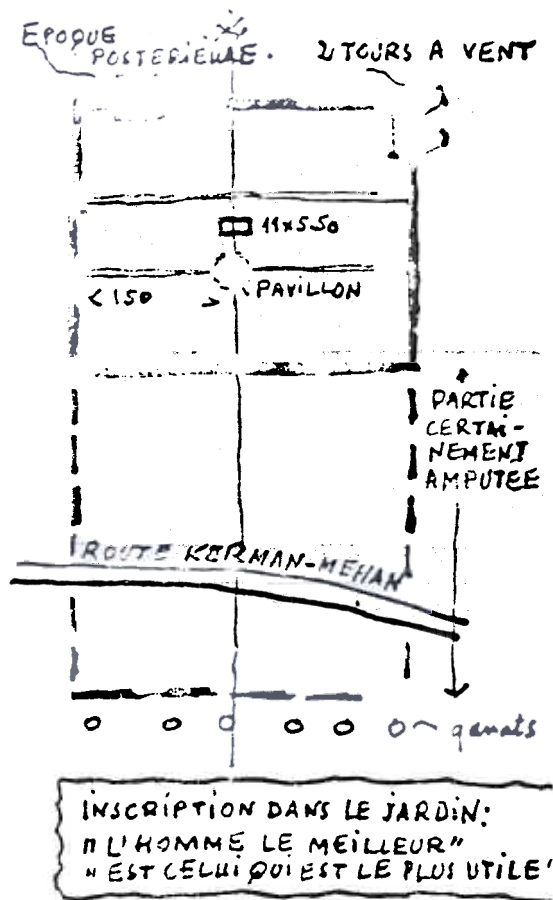 EPOQUE
POSTERIEURE.
2 TOURS A VENT
11x5.50
< 150 >
PAVILLON
PARTIE
CERTAI-
NEMENT
AMPUTEE
ROUTE KERMAN-MEHAN
qanats
INSCRIPTION DANS LE JARDIN:
"L'HOMME LE MEILLEUR"
"EST CELUI QUI EST LE PLUS UTILE"